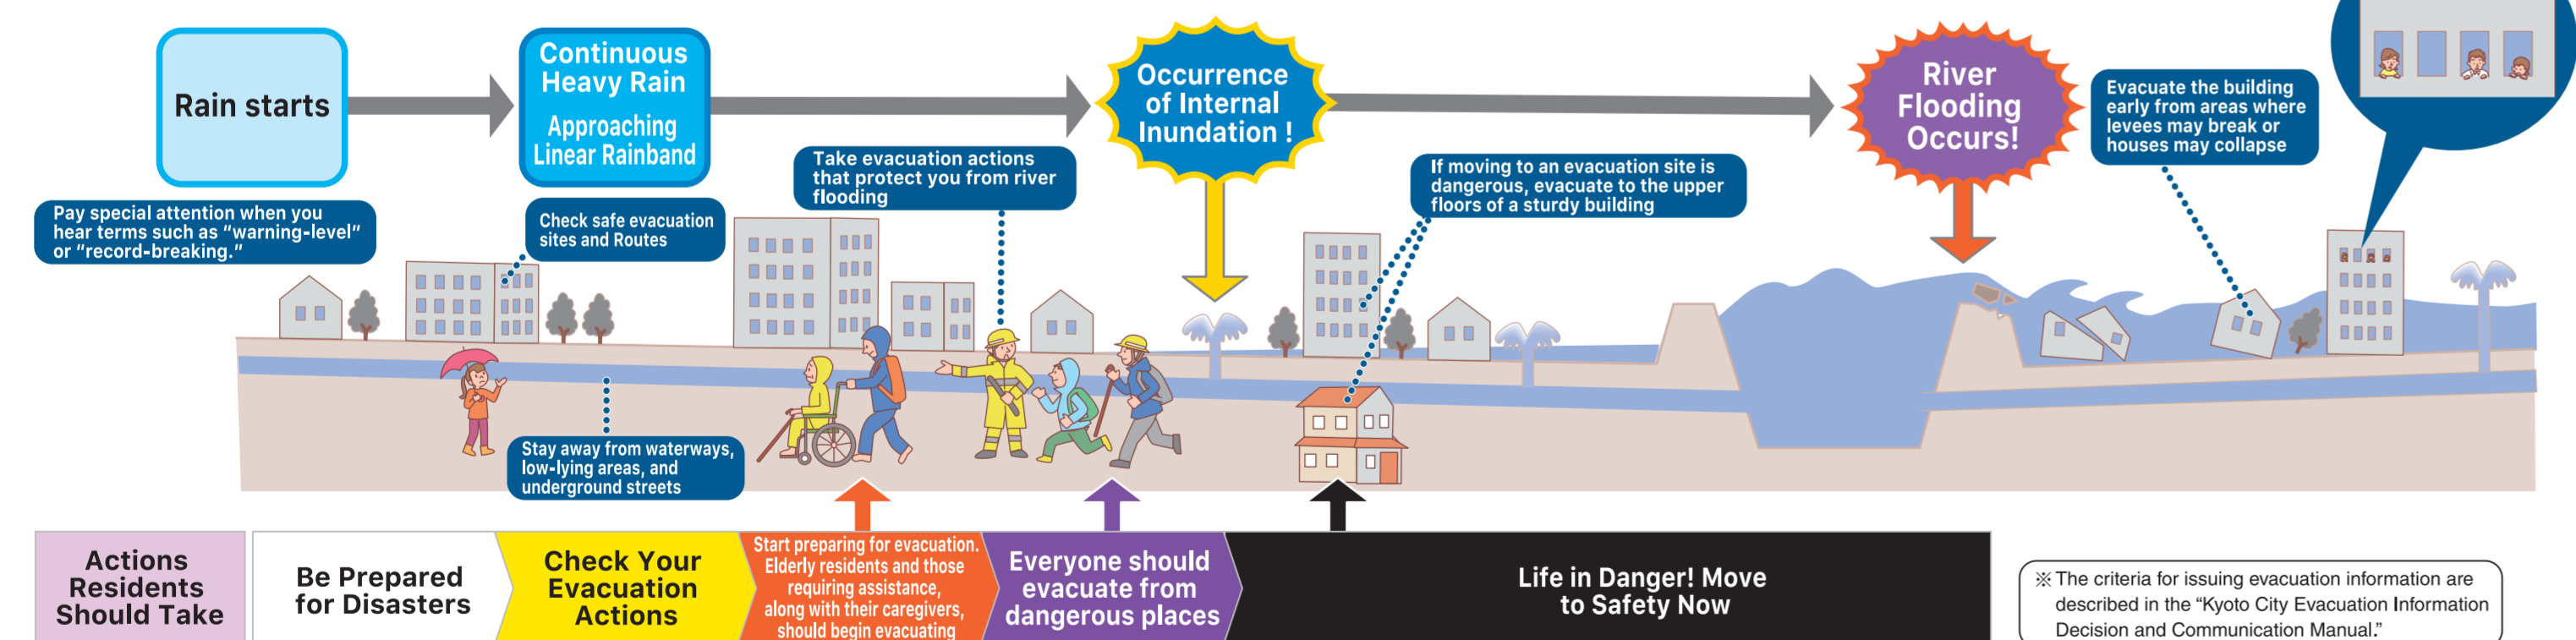 Rain starts
Continuous
Heavy Rain
Approaching
Linear Rainband
Occurrence
of Internal
Inundation !
River
Flooding
Occurs!
Evacuate the building
early from areas where
levees may break or
houses may collapse
Pay special attention when you
hear terms such as “warning-level”
or “record-breaking.”
Check safe evacuation
sites and Routes
Take evacuation actions
that protect you from river
flooding
If moving to an evacuation site is
dangerous, evacuate to the upper
floors of a sturdy building
Stay away from waterways,
low-lying areas, and
underground streets
Actions
Residents
Should Take
Be Prepared
for Disasters
Check Your
Evacuation
Actions
Start preparing for evacuation.
Elderly residents and those
requiring assistance,
along with their caregivers,
should begin evacuating
Everyone should
evacuate from
dangerous places
Life in Danger! Move
to Safety Now
※ The criteria for issuing evacuation information are
described in the “Kyoto City Evacuation Information
Decision and Communication Manual.”